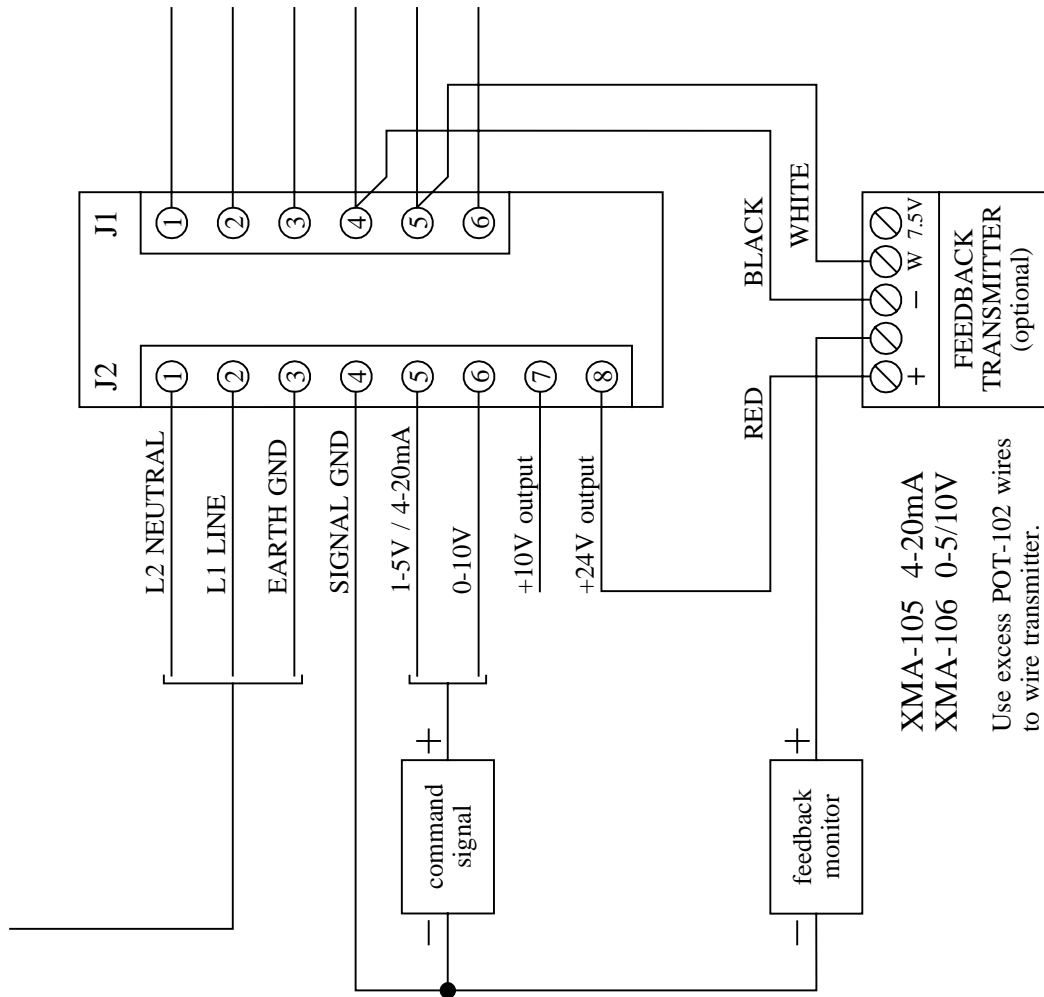 J1
1
2
3
4
5
6
J2
1
2
3
4
5
6
7
8
L2 NEUTRAL
L1 LINE
EARTH GND
SIGNAL GND
1-5V / 4-20mA
0-10V
+10V output
+24V output
BLACK
WHITE
RED
+
−
W
7.5V
FEEDBACK
TRANSMITTER
(optional)
+
command
signal
−
+
feedback
monitor
−
XMA-105 4-20mA
XMA-106 0-5/10V
Use excess POT-102 wires
to wire transmitter.